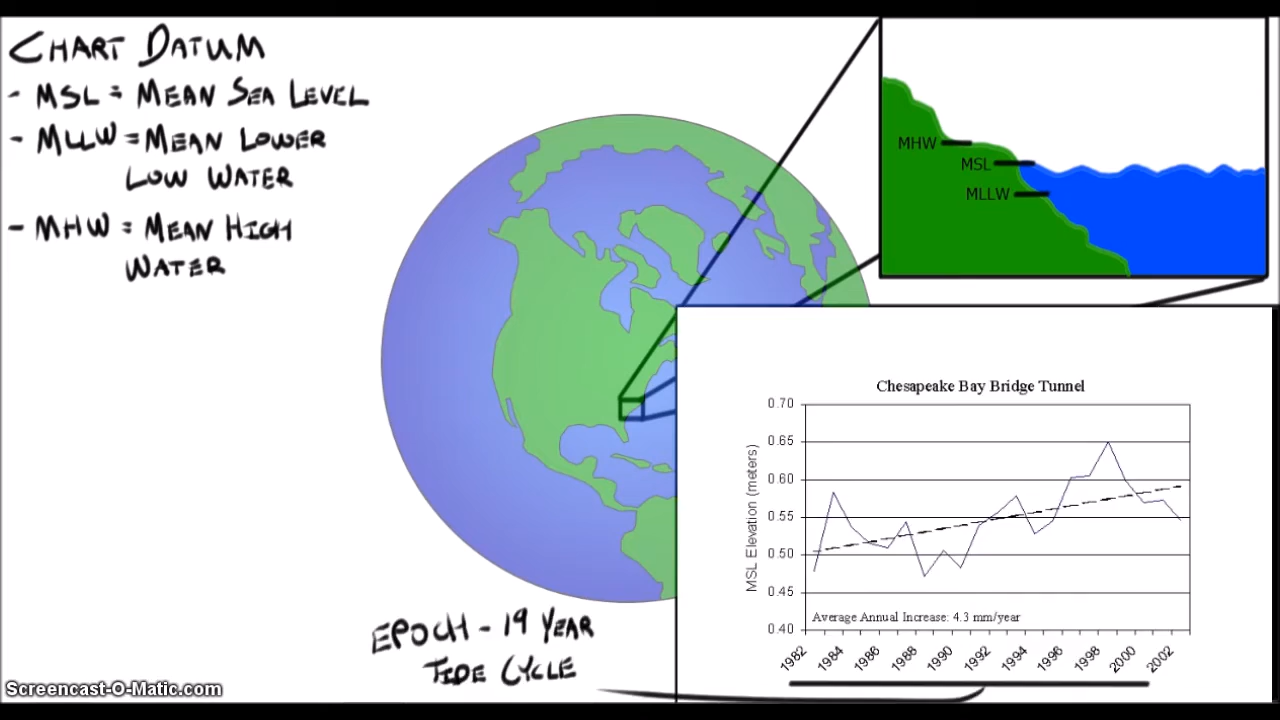 CHART DATUM
- MSL = MEAN SEA LEVEL
- MLLW = MEAN LOWER
LOW WATER
- MHW = MEAN HIGH
WATER
MHW
MSL
MLLW
Chesapeake Bay Bridge Tunnel
MSL Elevation (meters)
0.70
0.65
0.60
0.55
0.50
0.45
0.40
Average Annual Increase: 4.3 mm/year
1982 1984 1986 1988 1990 1992 1994 1996 1998 2000 2002
EPOCH - 19 YEAR
TIDE CYCLE
Screencast-O-Matic.com